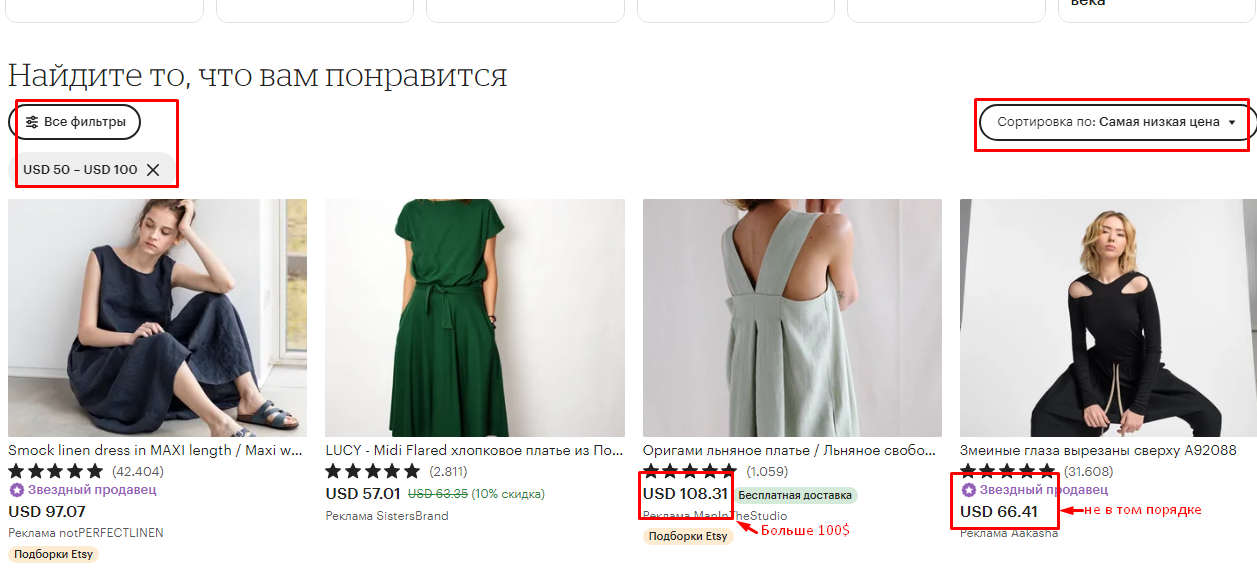 века
Найдите то, что вам понравится
Все фильтры
Сортировка по: Самая низкая цена
USD 50 – USD 100
Smock linen dress in MAXI length / Maxi w...
(42.404)
Звездный продавец
USD 97.07
Реклама notPERFECTLINEN
Подборки Etsy
LUCY - Midi Flared хлопковое платье из По...
(2.811)
USD 57.01 USD 63.35 (10% скидка)
Реклама SistersBrand
Оригами льняное платье / Льняное свобо...
(1.059)
USD 108.31 Бесплатная доставка
Реклама ManInTheStudio
Больше 100$
Подборки Etsy
Змеиные глаза вырезаны сверху A92088
(31.608)
Звездный продавец
USD 66.41
не в том порядке
Реклама Aakasha